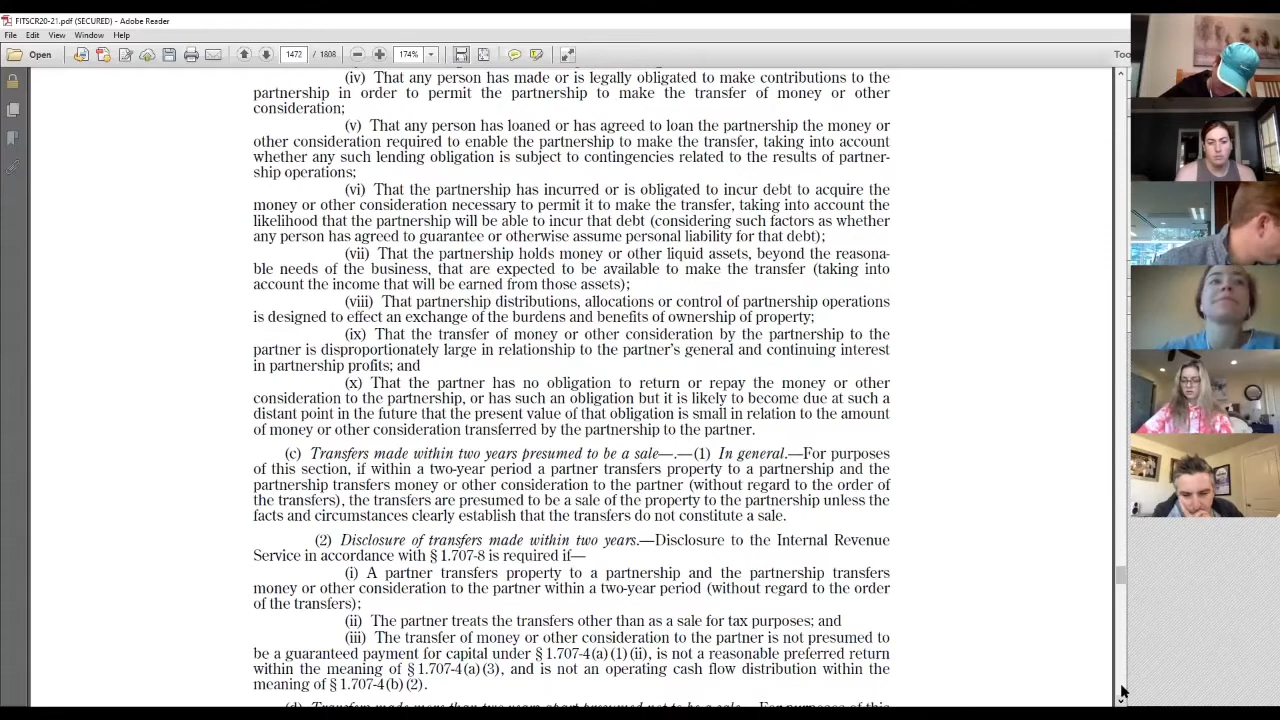 FITSCR20-21.pdf (SECURED) - Adobe Reader
File Edit View Window Help
Open 1472 / 1808 174% Too
(iv) That any person has made or is legally obligated to make contributions to the
partnership in order to permit the partnership to make the transfer of money or other
consideration;
(v) That any person has loaned or has agreed to loan the partnership the money or
other consideration required to enable the partnership to make the transfer, taking into account
whether any such lending obligation is subject to contingencies related to the results of partner-
ship operations;
(vi) That the partnership has incurred or is obligated to incur debt to acquire the
money or other consideration necessary to permit it to make the transfer, taking into account the
likelihood that the partnership will be able to incur that debt (considering such factors as whether
any person has agreed to guarantee or otherwise assume personal liability for that debt);
(vii) That the partnership holds money or other liquid assets, beyond the reasona-
ble needs of the business, that are expected to be available to make the transfer (taking into
account the income that will be earned from those assets);
(viii) That partnership distributions, allocations or control of partnership operations
is designed to effect an exchange of the burdens and benefits of ownership of property;
(ix) That the transfer of money or other consideration by the partnership to the
partner is disproportionately large in relationship to the partner's general and continuing interest
in partnership profits; and
(x) That the partner has no obligation to return or repay the money or other
consideration to the partnership, or has such an obligation but it is likely to become due at such a
distant point in the future that the present value of that obligation is small in relation to the amount
of money or other consideration transferred by the partnership to the partner.
(c) Transfers made within two years presumed to be a sale—.—(1) In general.—For purposes
of this section, if within a two-year period a partner transfers property to a partnership and the
partnership transfers money or other consideration to the partner (without regard to the order of
the transfers), the transfers are presumed to be a sale of the property to the partnership unless the
facts and circumstances clearly establish that the transfers do not constitute a sale.
(2) Disclosure of transfers made within two years.—Disclosure to the Internal Revenue
Service in accordance with § 1.707-8 is required if—
(i) A partner transfers property to a partnership and the partnership transfers
money or other consideration to the partner within a two-year period (without regard to the order
of the transfers);
(ii) The partner treats the transfers other than as a sale for tax purposes; and
(iii) The transfer of money or other consideration to the partner is not presumed to
be a guaranteed payment for capital under § 1.707-4(a)(1)(ii), is not a reasonable preferred return
within the meaning of § 1.707-4(a)(3), and is not an operating cash flow distribution within the
meaning of § 1.707-4(b)(2).
(d) Transfers made more than two years apart presumed not to be a sale.—For purposes of this